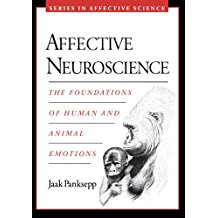 SERIES IN AFFECTIVE SCIENCE
AFFECTIVE
NEUROSCIENCE
THE FOUNDATIONS
OF HUMAN AND
ANIMAL
EMOTIONS
Jaak Panksepp